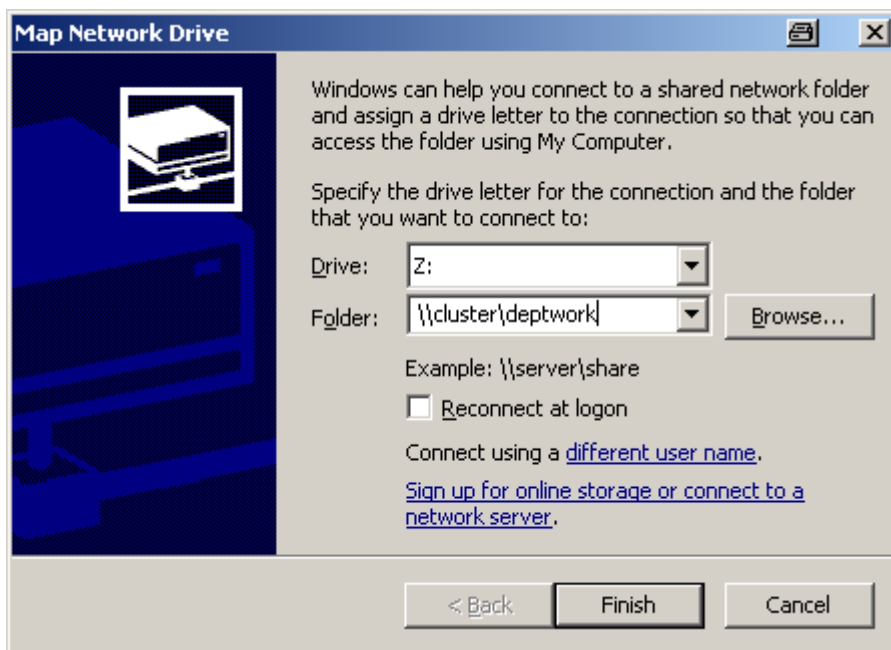 Map Network Drive
Windows can help you connect to a shared network folder
and assign a drive letter to the connection so that you can
access the folder using My Computer.
Specify the drive letter for the connection and the folder
that you want to connect to:
Drive: Z:
Folder: \\cluster\deptwork Browse...
Example: \\server\share
Reconnect at logon
Connect using a different user name.
Sign up for online storage or connect to a
network server.
< Back Finish Cancel